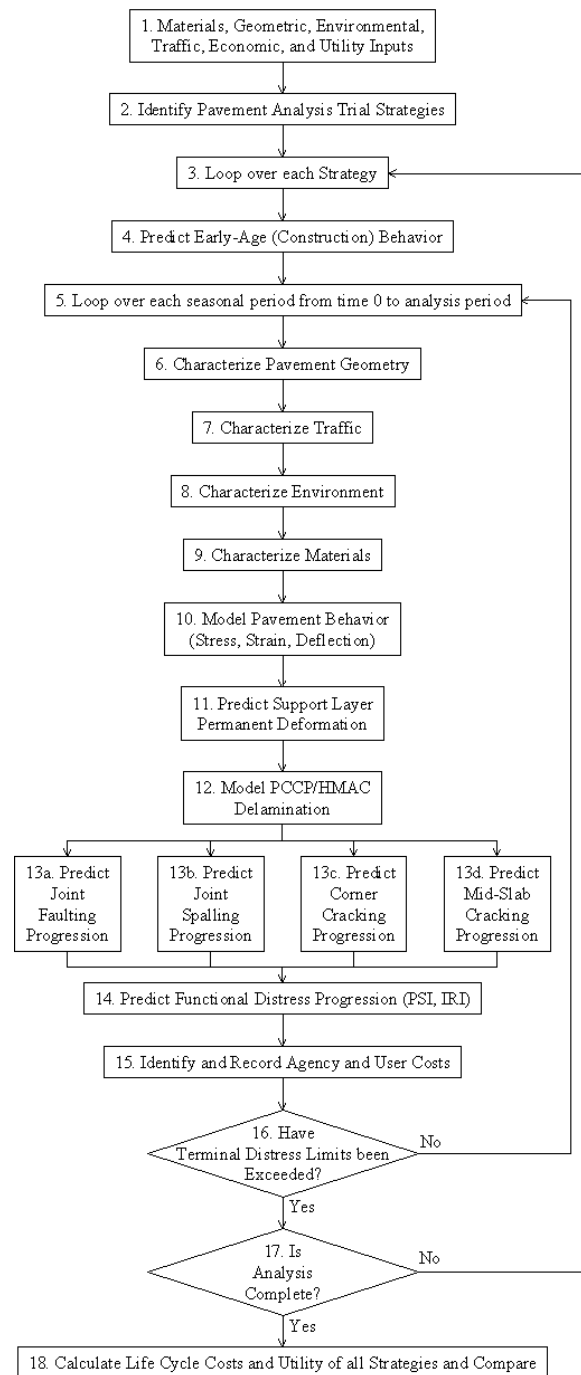 1. Materials, Geometric, Environmental,
Traffic, Economic, and Utility Inputs
2. Identify Pavement Analysis Trial Strategies
3. Loop over each Strategy
4. Predict Early-Age (Construction) Behavior
5. Loop over each seasonal period from time 0 to analysis period
6. Characterize Pavement Geometry
7. Characterize Traffic
8. Characterize Environment
9. Characterize Materials
10. Model Pavement Behavior
(Stress, Strain, Deflection)
11. Predict Support Layer
Permanent Deformation
12. Model PCCP/HMAC
Delamination
13a. Predict
Joint
Faulting
Progression
13b. Predict
Joint
Spalling
Progression
13c. Predict
Corner
Cracking
Progression
13d. Predict
Mid-Slab
Cracking
Progression
14. Predict Functional Distress Progression (PSI, IRI)
15. Identify and Record Agency and User Costs
16. Have
Terminal Distress Limits been
Exceeded?
No
Yes
17. Is
Analysis
Complete?
No
Yes
18. Calculate Life Cycle Costs and Utility of all Strategies and Compare